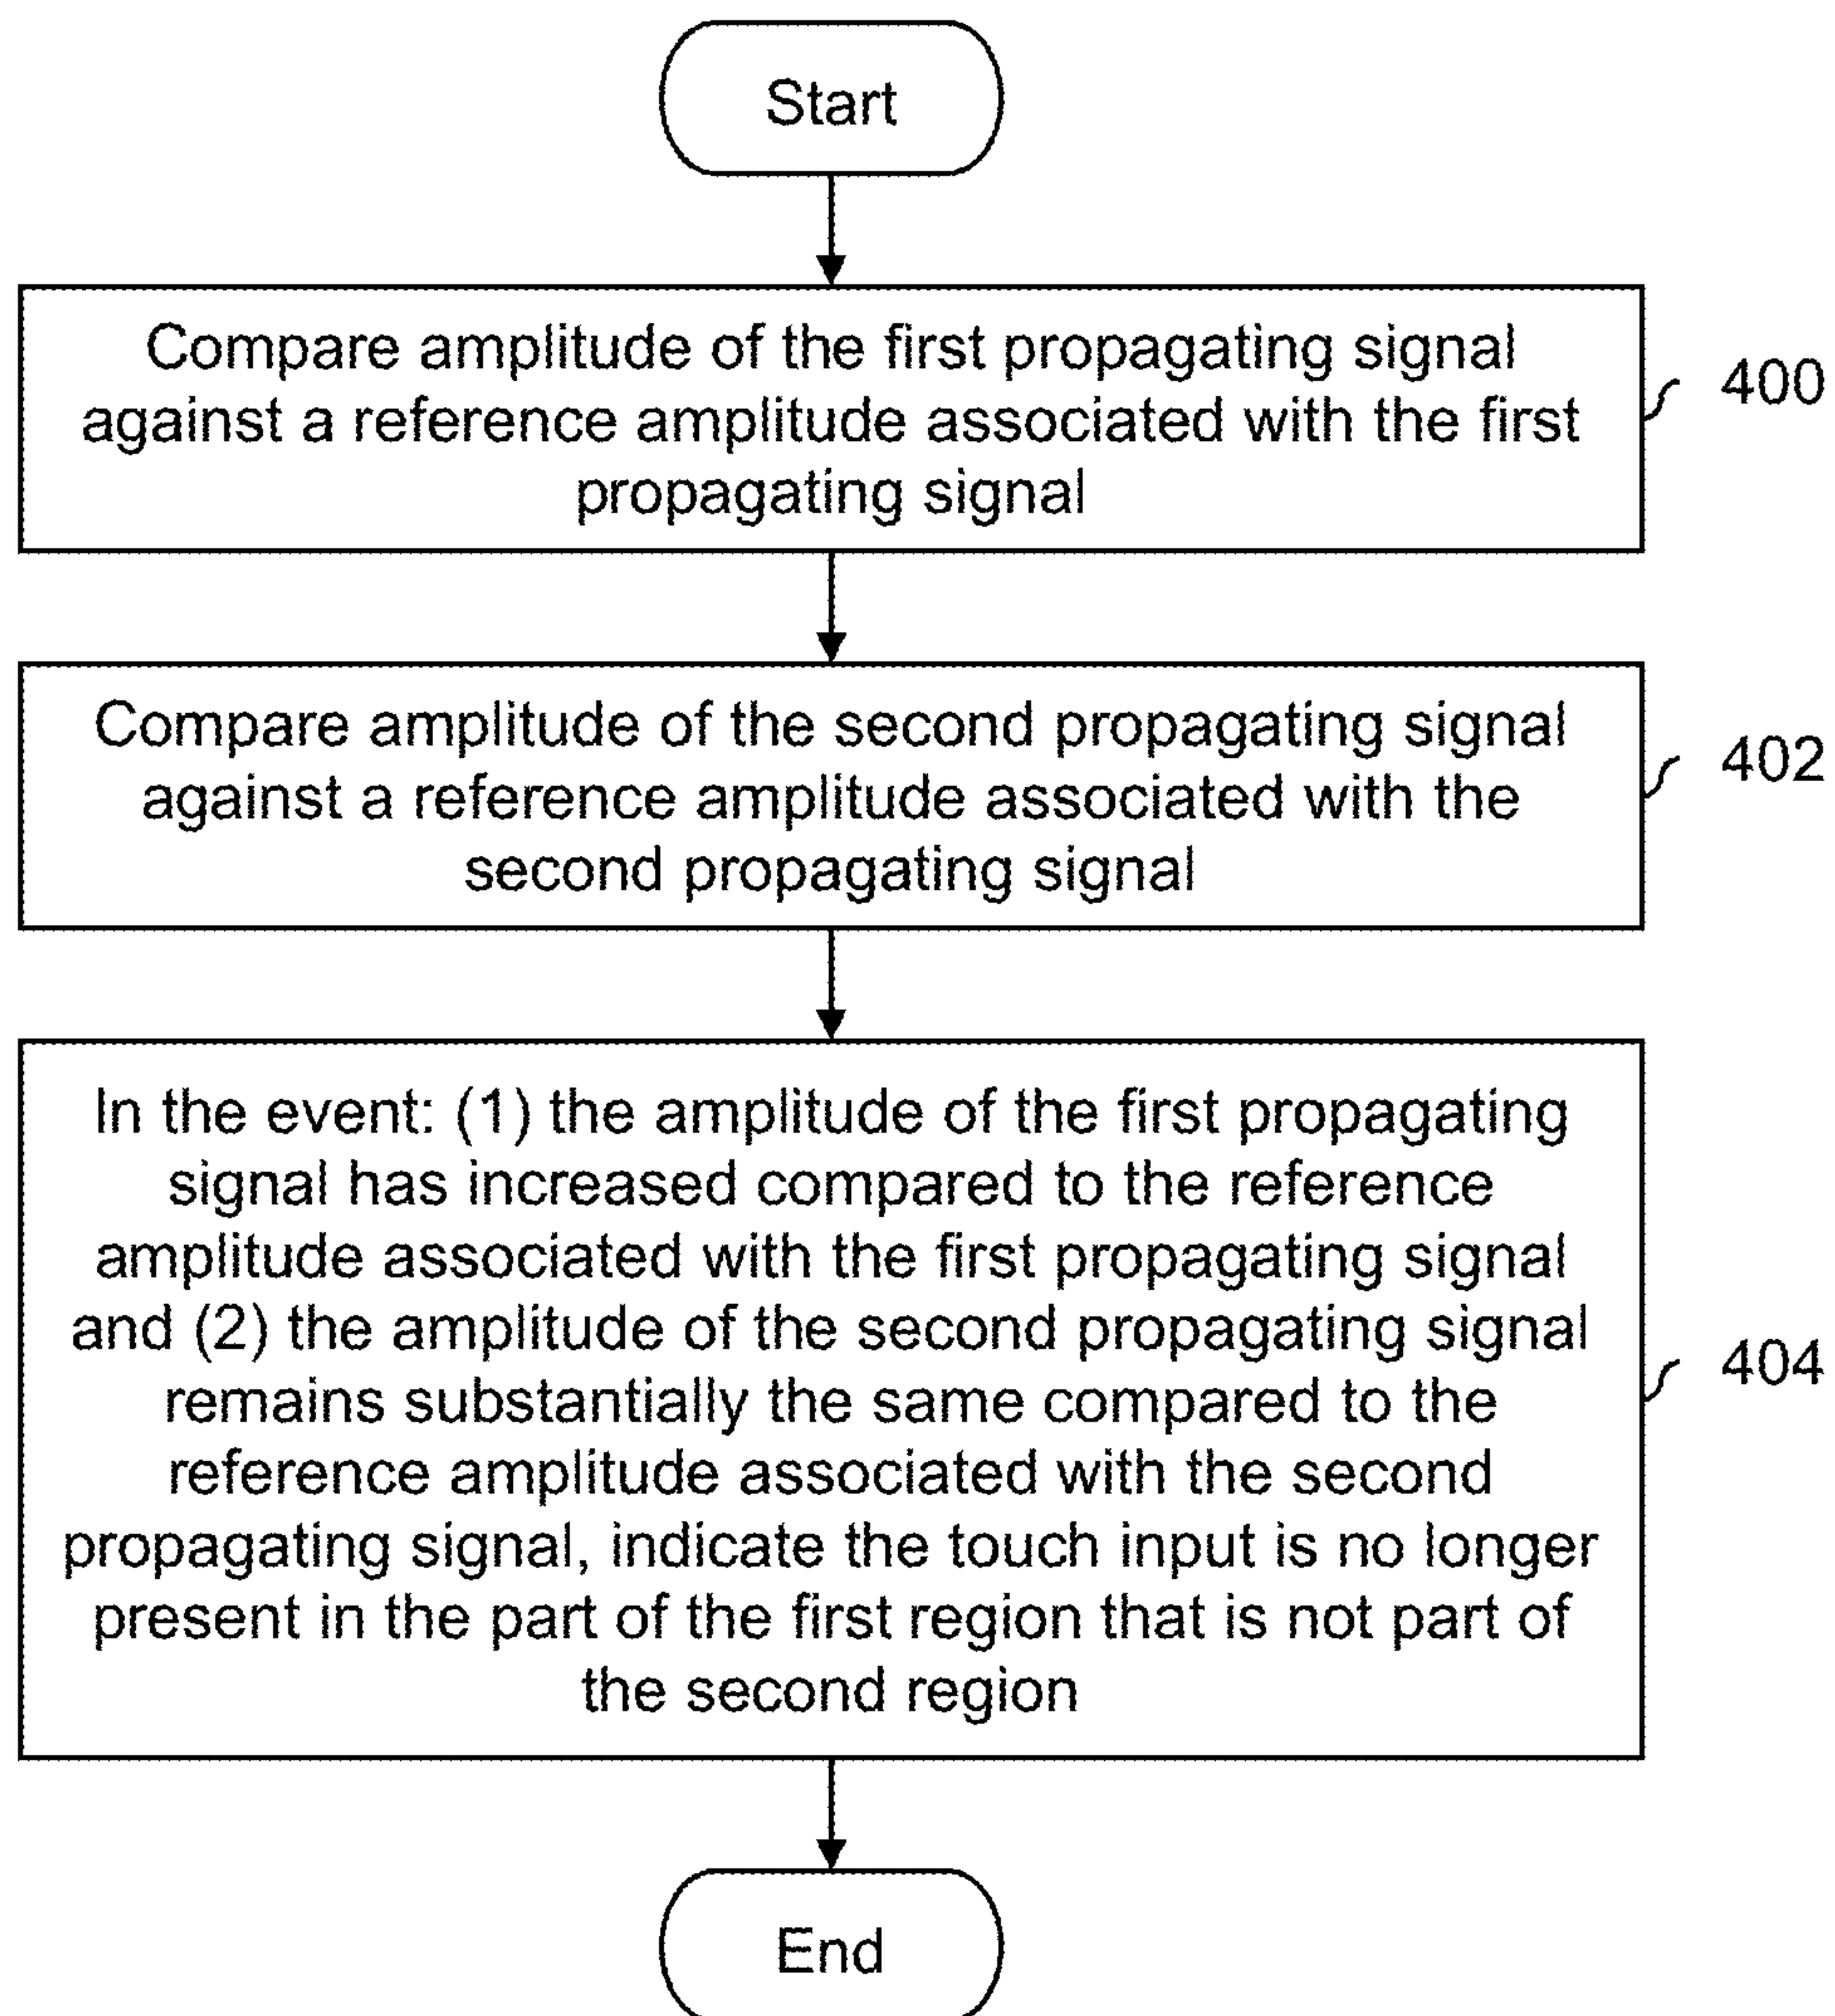 Start
Compare amplitude of the first propagating signal
against a reference amplitude associated with the first
propagating signal
400
Compare amplitude of the second propagating signal
against a reference amplitude associated with the
second propagating signal
402
In the event: (1) the amplitude of the first propagating
signal has increased compared to the reference
amplitude associated with the first propagating signal
and (2) the amplitude of the second propagating signal
remains substantially the same compared to the
reference amplitude associated with the second
propagating signal, indicate the touch input is no longer
present in the part of the first region that is not part of
the second region
404
End